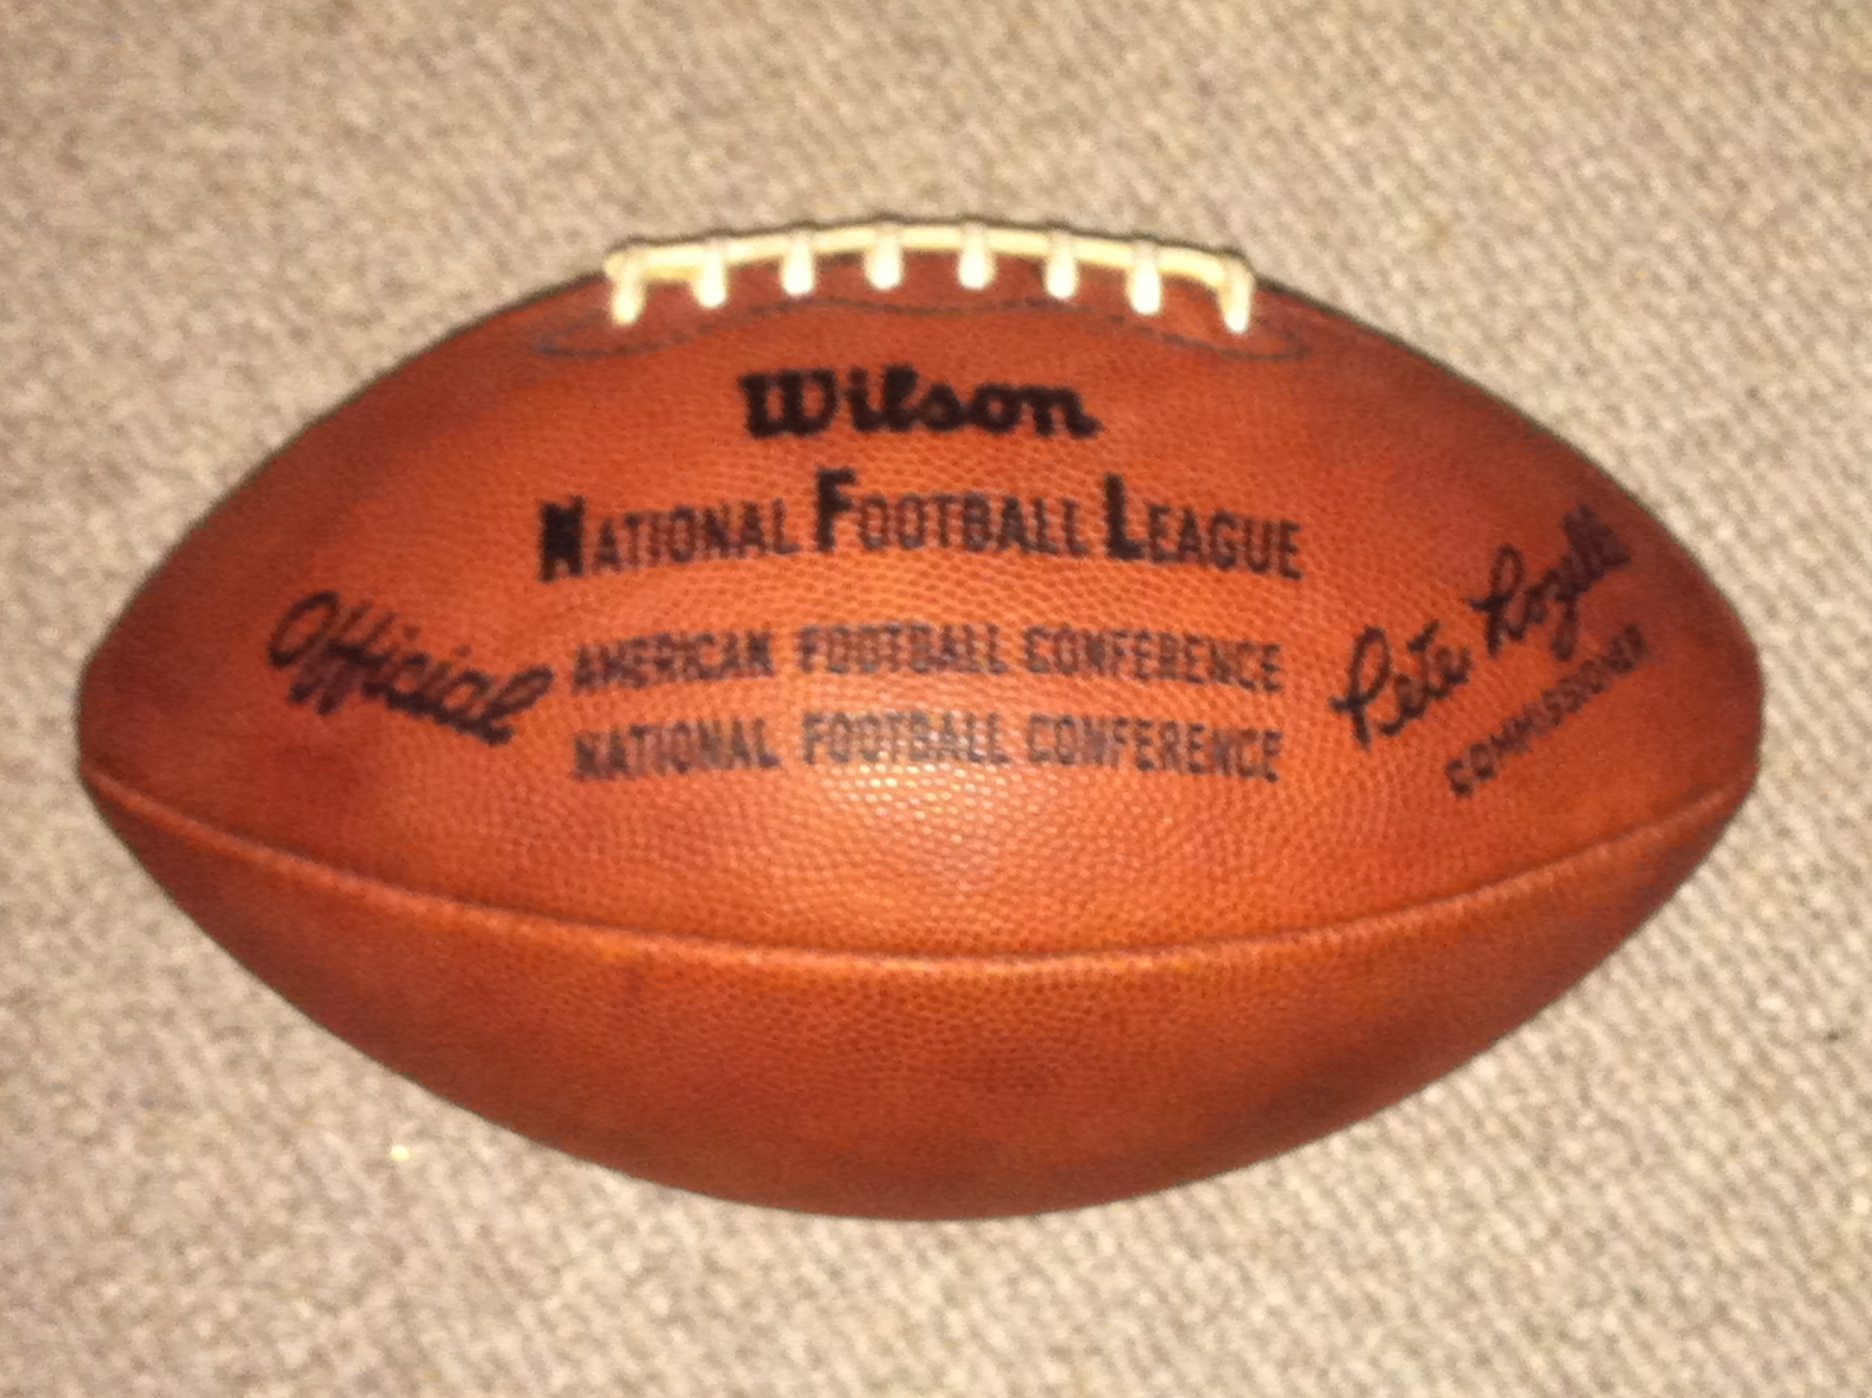 Wilson
NATIONAL FOOTBALL LEAGUE
Official
AMERICAN FOOTBALL CONFERENCE
NATIONAL FOOTBALL CONFERENCE
Pete Rozelle
COMMISSIONER